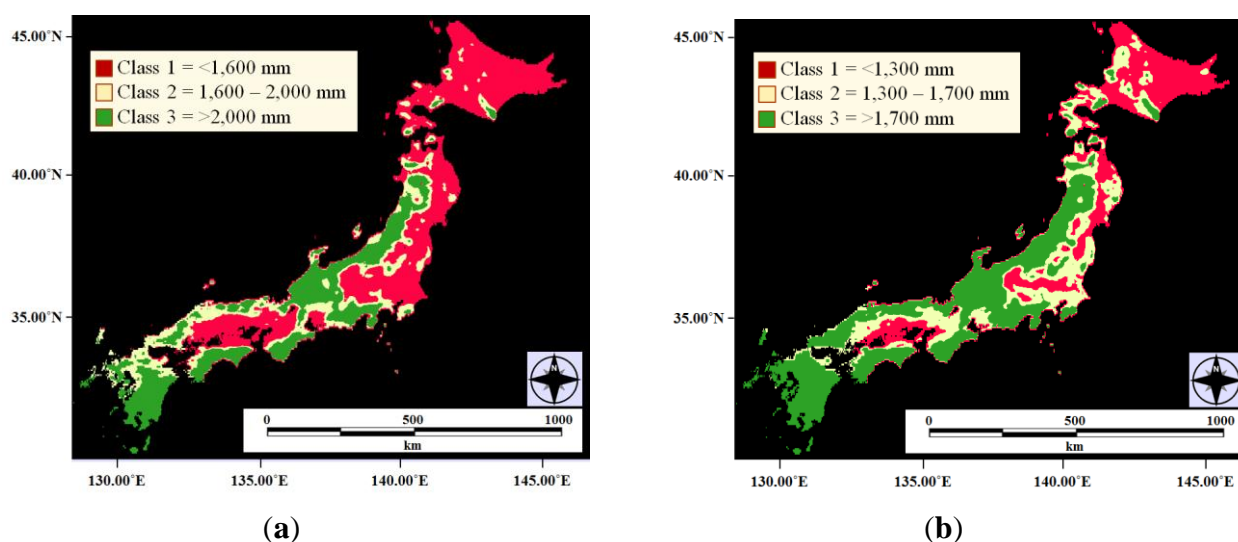 45.00°N
Class 1 = <1,600 mm
Class 2 = 1,600 – 2,000 mm
Class 3 = >2,000 mm
40.00°N
35.00°N
N
0 500 1000
km
130.00°E 135.00°E 140.00°E 145.00°E
(a)
45.00°N
Class 1 = <1,300 mm
Class 2 = 1,300 – 1,700 mm
Class 3 = >1,700 mm
40.00°N
35.00°N
N
0 500 1000
km
130.00°E 135.00°E 140.00°E 145.00°E
(b)